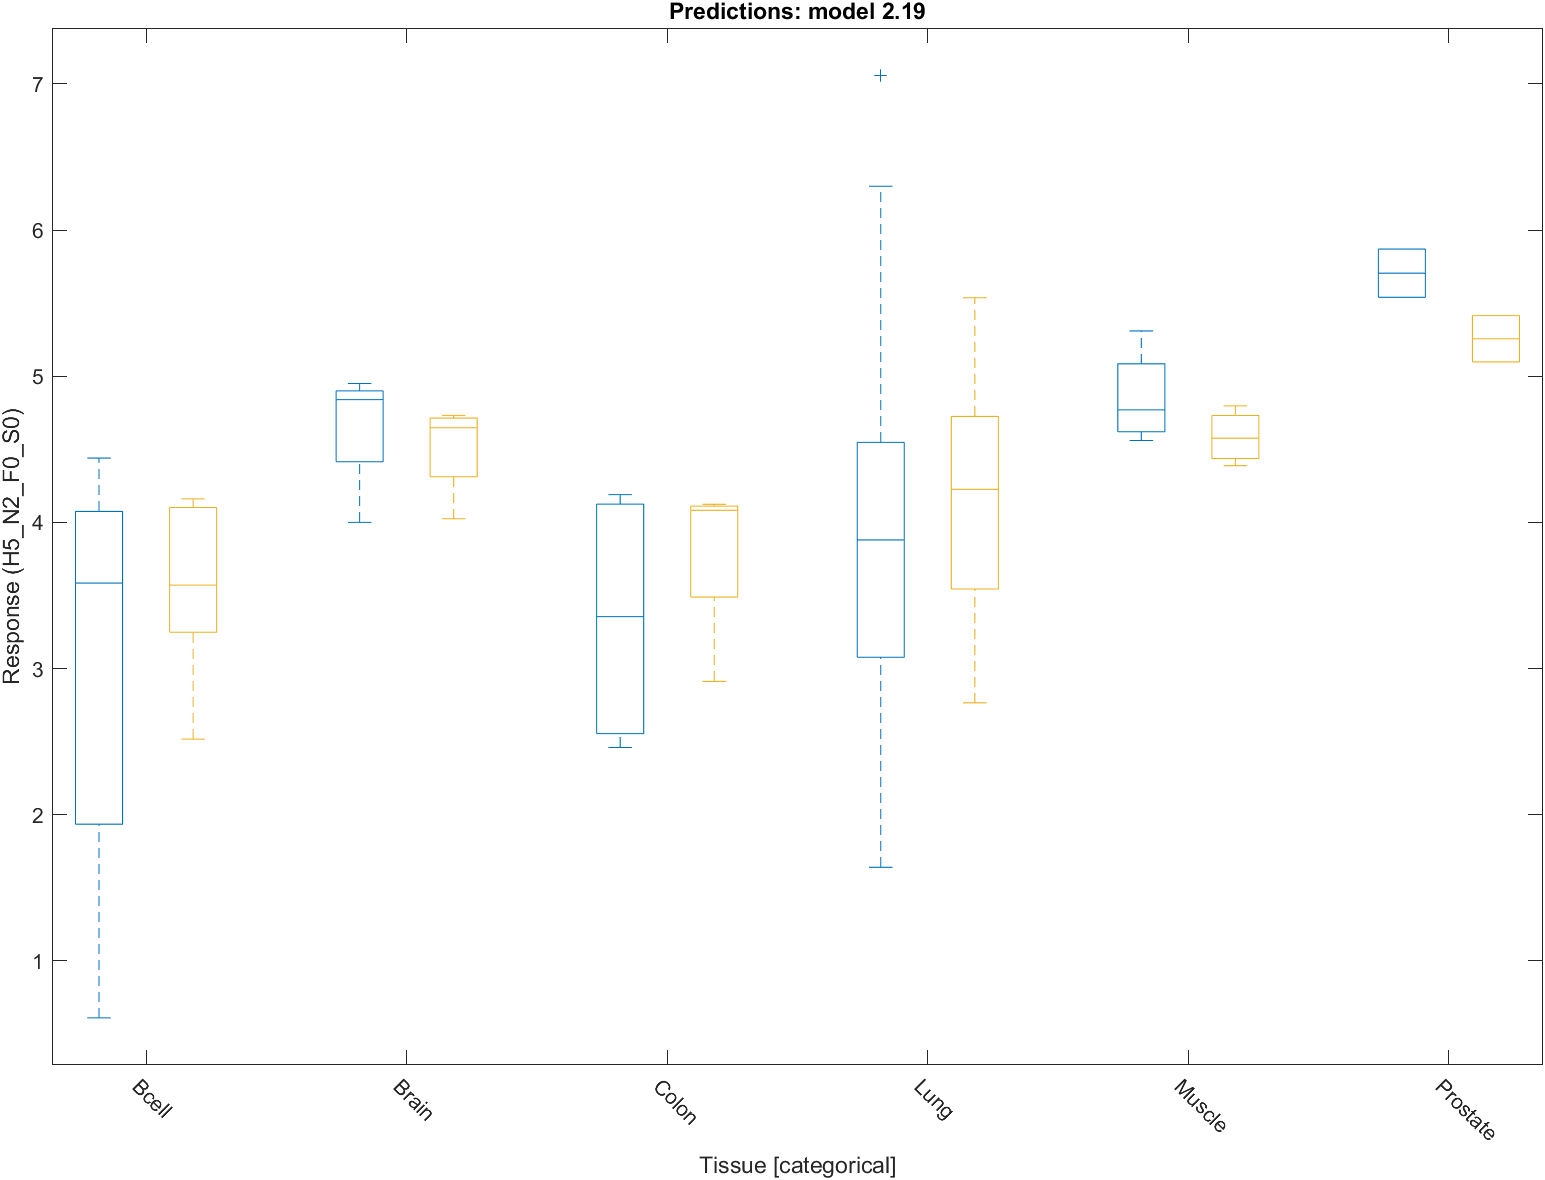 Predictions: model 2.19
7
6
5
4
3
2
1
Response (H5_N2_F0_S0)
Bcell
Brain
Colon
Lung
Muscle
Prostate
Tissue [categorical]